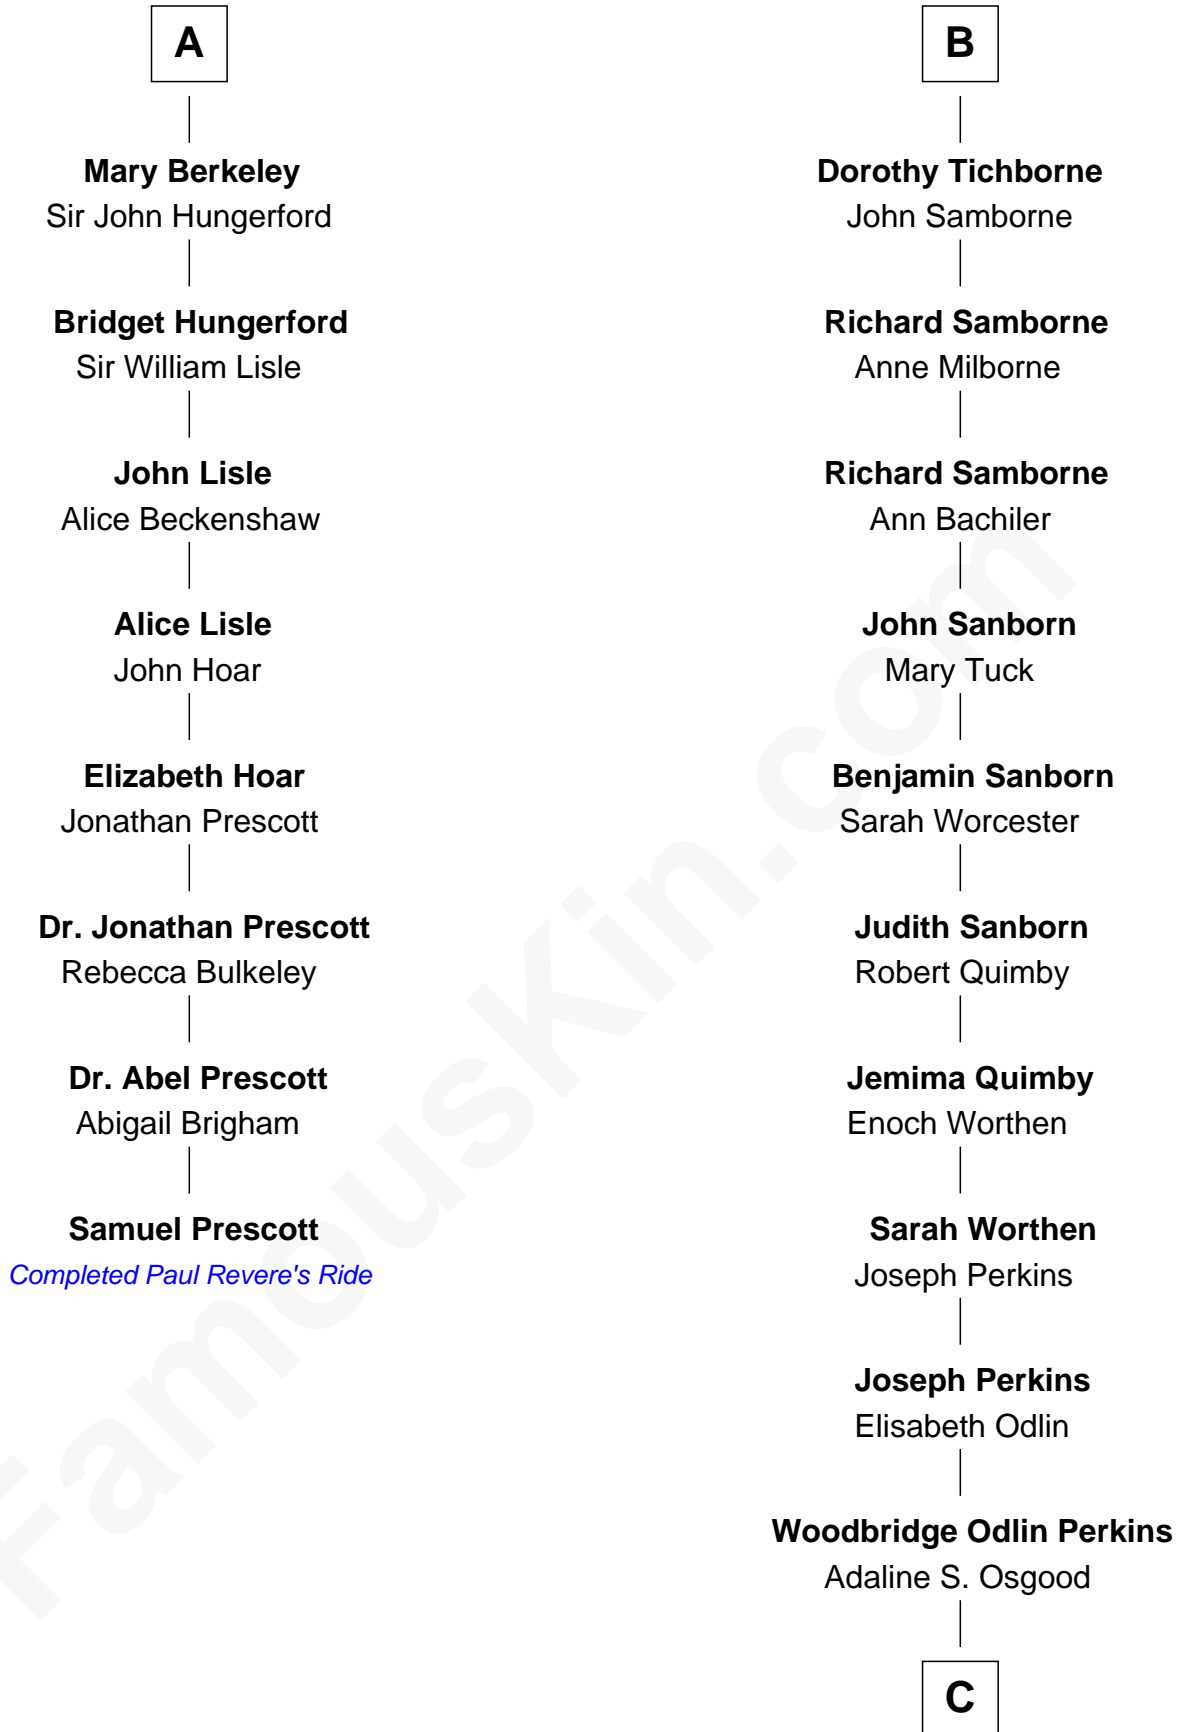 A
Mary Berkeley
Sir John Hungerford
Bridget Hungerford
Sir William Lisle
John Lisle
Alice Beckenshaw
Alice Lisle
John Hoar
Elizabeth Hoar
Jonathan Prescott
Dr. Jonathan Prescott
Rebecca Bulkeley
Dr. Abel Prescott
Abigail Brigham
Samuel Prescott
Completed Paul Revere's Ride
B
Dorothy Tichborne
John Samborne
Richard Samborne
Anne Milborne
Richard Samborne
Ann Bachiler
John Sanborn
Mary Tuck
Benjamin Sanborn
Sarah Worcester
Judith Sanborn
Robert Quimby
Jemima Quimby
Enoch Worthen
Sarah Worthen
Joseph Perkins
Joseph Perkins
Elisabeth Odlin
Woodbridge Odlin Perkins
Adaline S. Osgood
C
FamousKin.com